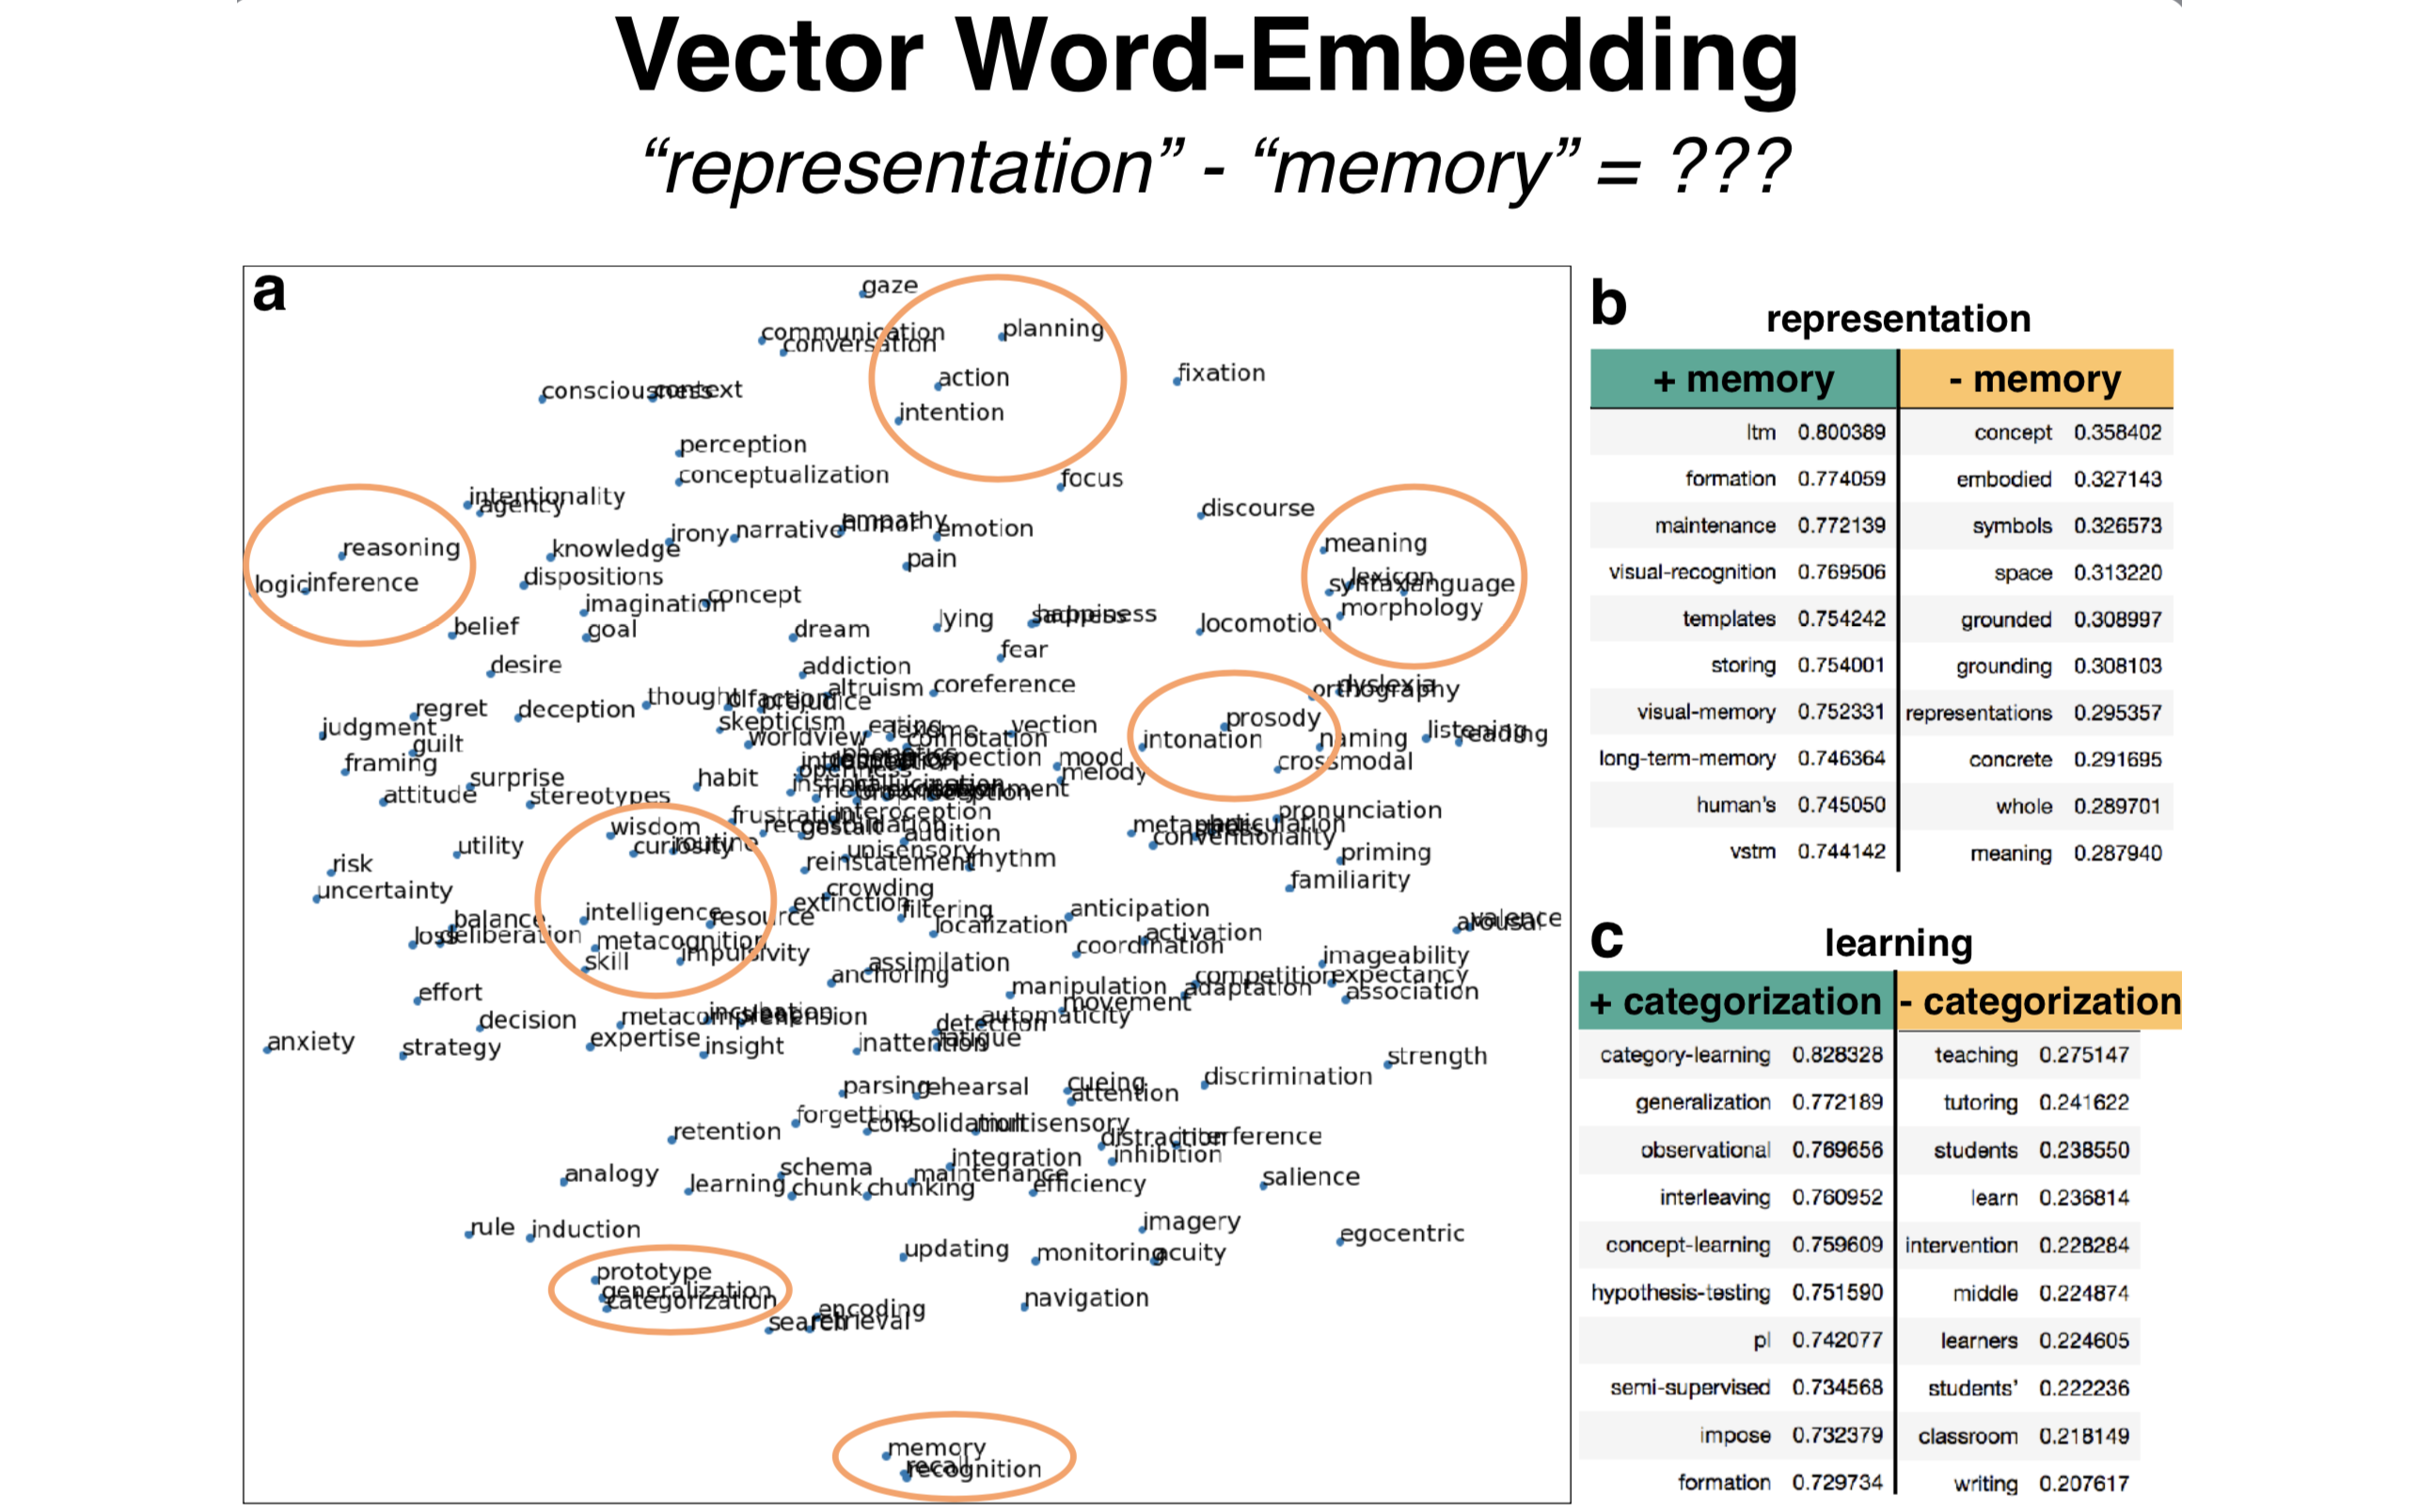 Vector Word-Embedding
“representation” - “memory” = ???
a
gaze
communication
planning
conversation
fixation
action
consciousness context
intention
perception
conceptualization
focus
intentionality
agency
discourse
empathy
humor
irony narrative
emotion
meaning
reasoning
knowledge
pain
lexicon
logic inference
dispositions
syntax language
imagination
concept
morphology
lying
sadness happiness
locomotion
belief
goal
dream
fear
desire
addiction
altruism
coreference
dyslexia
orthography
thought
olfaction
prejudice
regret
deception
skepticism
prosody
judgment
eating
lexome
vection
listening
reading
worldview
connotation
intonation
naming
guilt
framing
mood
crossmodal
melody
surprise
habit
attitude
stereotypes
openness
interoception
frustration
pronunciation
wisdom
curiosity
routine
gestalt
audition
conventionality
utility
unisensory
priming
risk
reinstatement
rhythm
familiarity
uncertainty
crowding
extinction
intelligence
resource
filtering
anticipation
arousal
valence
balance
localization
activation
loss
deliberation
metacognition
coordination
skill
impulsivity
assimilation
imageability
anchoring
competition
expectancy
effort
manipulation
adaptation
association
movement
incubation
decision
metacomprehension
automaticity
detection
anxiety
strategy
expertise
insight
inattention
fatigue
strength
parsing
rehearsal
cueing
discrimination
attention
forgetting
consolidation
multisensory
retention
distraction
interference
integration
inhibition
analogy
schema
maintenance
salience
learning
chunk
chunking
efficiency
rule
induction
imagery
egocentric
updating
monitoring
acuity
prototype
generalization
categorization
navigation
encoding
search
retrieval
memory
recall
recognition
b
representation
+ memory - memory
ltm 0.800389 concept 0.358402
formation 0.774059 embodied 0.327143
maintenance 0.772139 symbols 0.326573
visual-recognition 0.769506 space 0.313220
templates 0.754242 grounded 0.308997
storing 0.754001 grounding 0.308103
visual-memory 0.752331 representations 0.295357
long-term-memory 0.746364 concrete 0.291695
human's 0.745050 whole 0.289701
vstm 0.744142 meaning 0.287940
c
learning
+ categorization - categorization
category-learning 0.828328 teaching 0.275147
generalization 0.772189 tutoring 0.241622
observational 0.769656 students 0.238550
interleaving 0.760952 learn 0.236814
concept-learning 0.759609 intervention 0.228284
hypothesis-testing 0.751590 middle 0.224874
pl 0.742077 learners 0.224605
semi-supervised 0.734568 students' 0.222236
impose 0.732379 classroom 0.218149
formation 0.729734 writing 0.207617